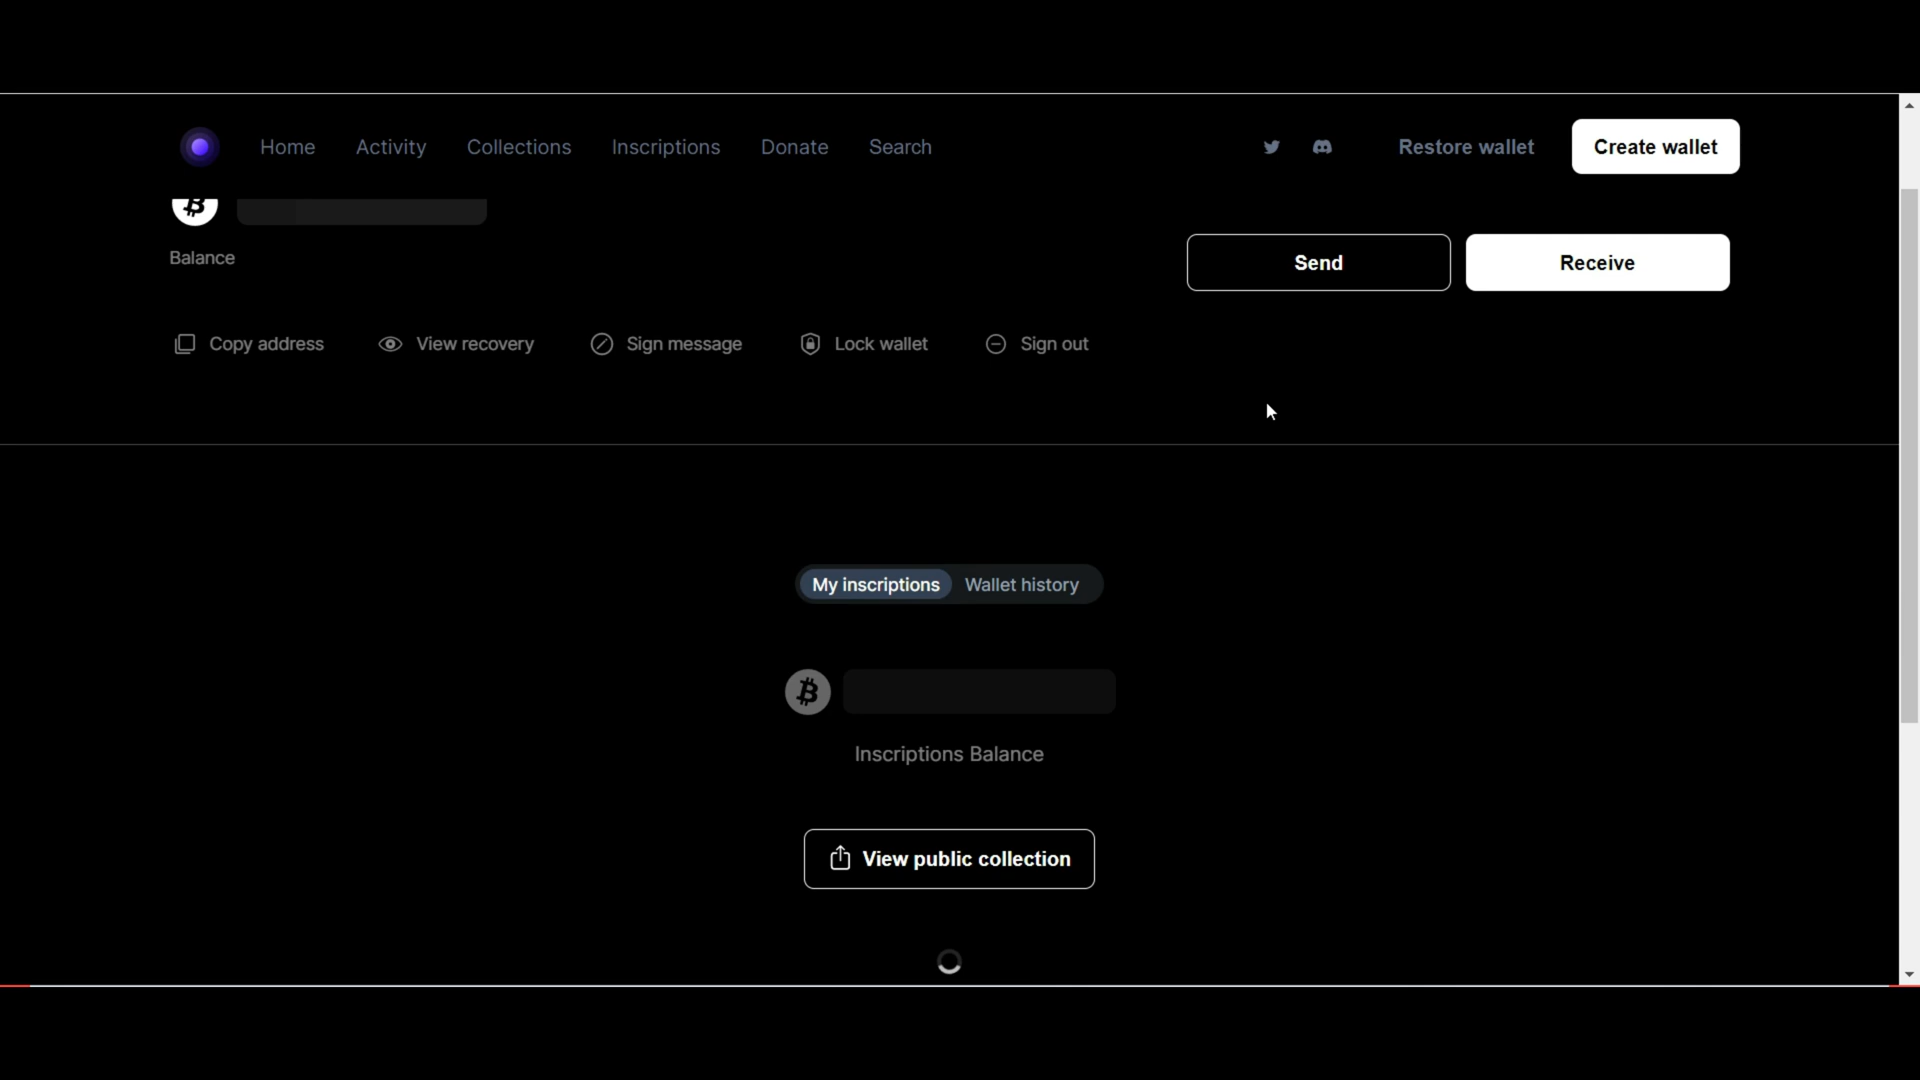 Home Activity Collections Inscriptions Donate Search Restore wallet Create wallet
Balance
Send Receive
Copy address View recovery Sign message Lock wallet Sign out
My inscriptions Wallet history
Inscriptions Balance
View public collection